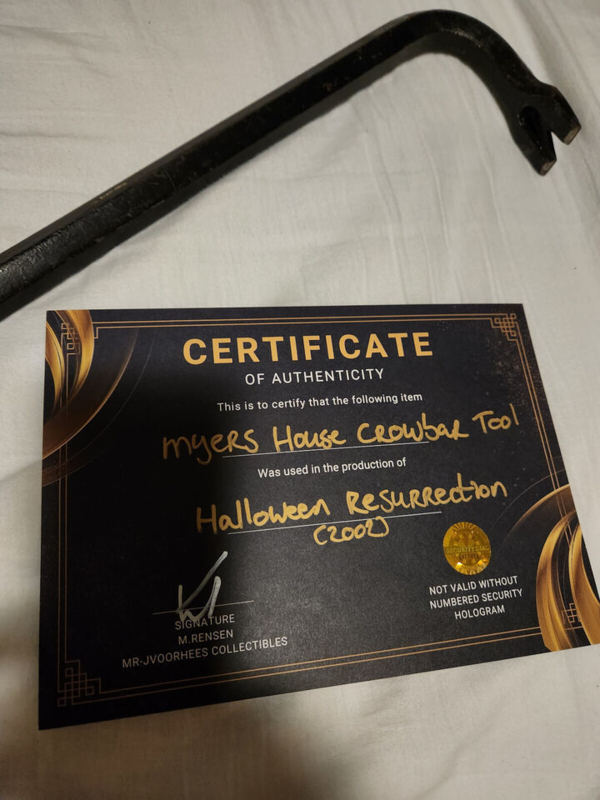 CERTIFICATE
OF AUTHENTICITY
This is to certify that the following item
Myers House Crowbar Tool
Was used in the production of
Halloween Resurrection
(2002)
SIGNATURE
M.RENSEN
MR-JVOORHEES COLLECTIBLES
NOT VALID WITHOUT
NUMBERED SECURITY
HOLOGRAM